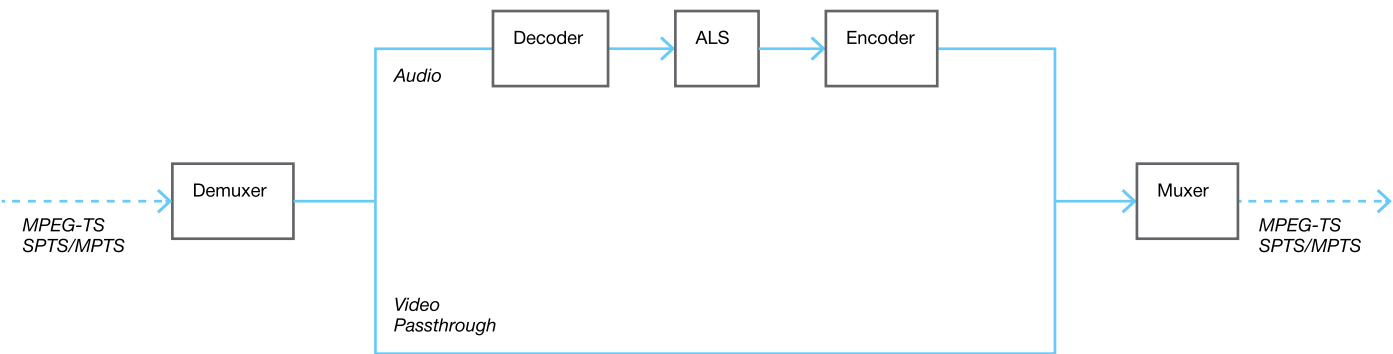 Decoder
ALS
Encoder
Audio
Demuxer
Muxer
MPEG-TS
SPTS/MPTS
MPEG-TS
SPTS/MPTS
Video
Passthrough